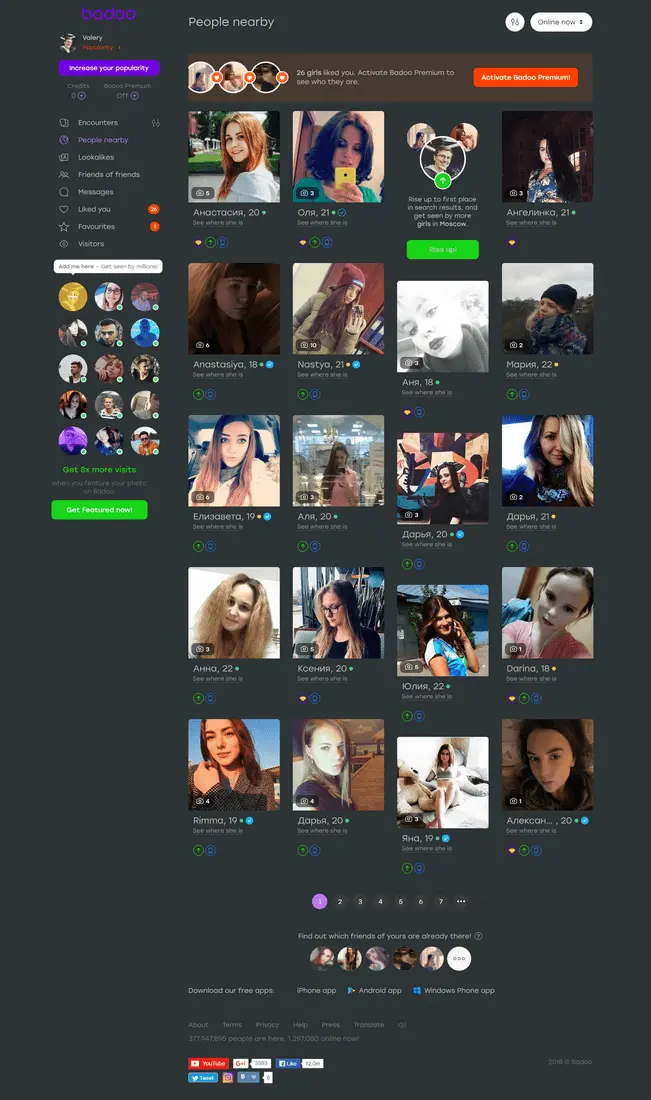 badoo
Valery
Popularity:
Increase your popularity
Credits
0
Badoo Premium
Off
Encounters
People nearby
Lookalikes
Friends of friends
Messages
Liked you
26
Favourites
Visitors
Add me here – Get seen by millions!
Get 8x more visits
when you feature your photo
on Badoo
Get Featured now!
People nearby
Online now
26 girls liked you. Activate Badoo Premium to
see who they are.
Activate Badoo Premium!
5
Анастасия, 20
See where she is
3
Оля, 21
See where she is
Rise up to first place
in search results, and
get seen by more
girls in Moscow.
Rise up!
3
Ангелинка, 21
See where she is
6
Anastasiya, 18
See where she is
10
Nastya, 21
See where she is
3
Аня, 18
See where she is
2
Мария, 22
See where she is
6
Елизавета, 19
See where she is
3
Аля, 20
See where she is
3
Дарья, 20
See where she is
2
Дарья, 21
See where she is
3
Анна, 22
See where she is
5
Ксения, 20
See where she is
5
Юлия, 22
See where she is
1
Darina, 18
See where she is
4
Rimma, 19
See where she is
4
Дарья, 20
See where she is
3
Яна, 19
See where she is
1
Алексан... , 20
See where she is
1 2 3 4 5 6 7 •••
Find out which friends of yours are already there! ?
Download our free apps: iPhone app Android app Windows Phone app
About Terms Privacy Help Press Translate
377,947,895 people are here, 1,297,080 online now!
YouTube
G+1
Like 12.0m
Tweet
0
2018 © Badoo